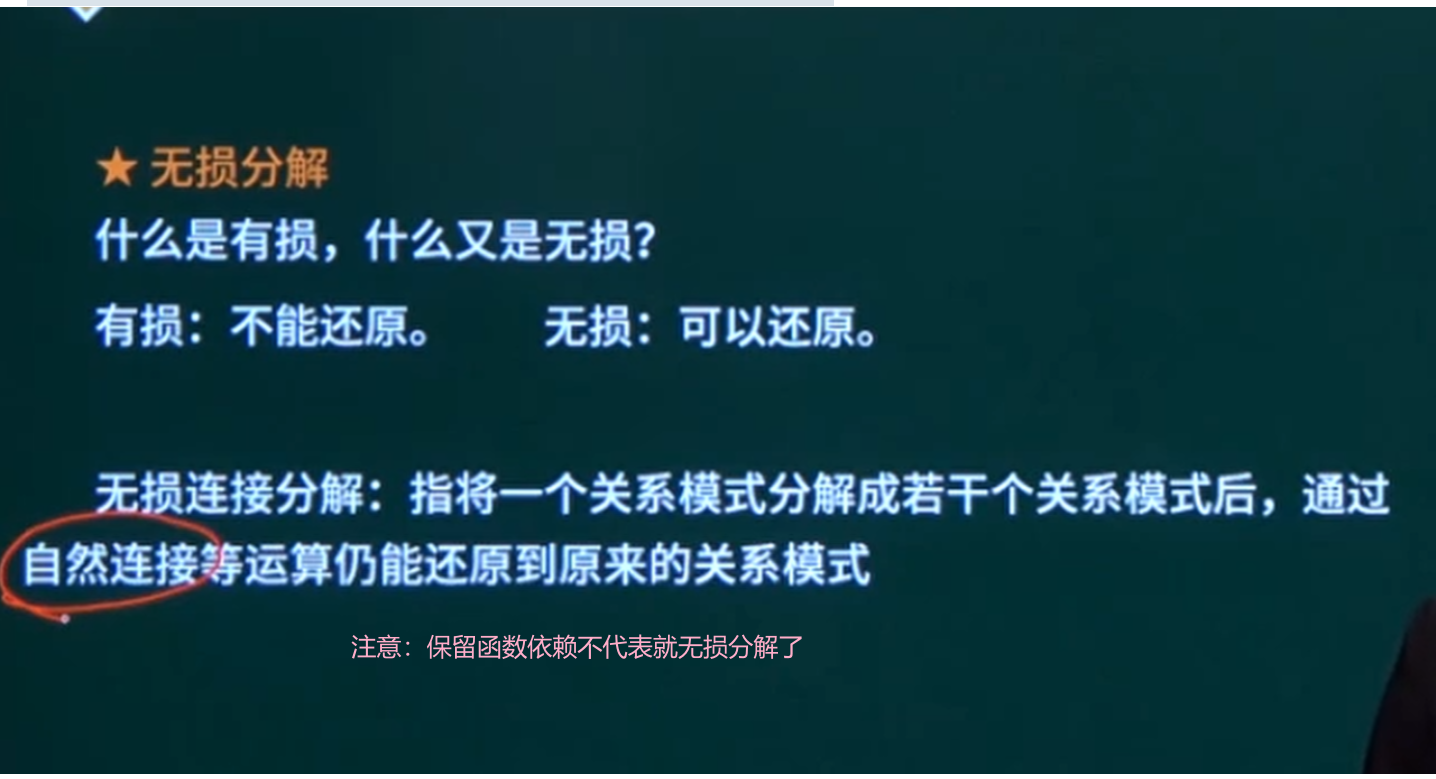 ★ 无损分解
什么是有损，什么又是无损？
有损：不能还原。 无损：可以还原。
无损连接分解：指将一个关系模式分解成若干个关系模式后，通过
自然连接等运算仍能还原到原来的关系模式
注意：保留函数依赖不代表就无损分解了